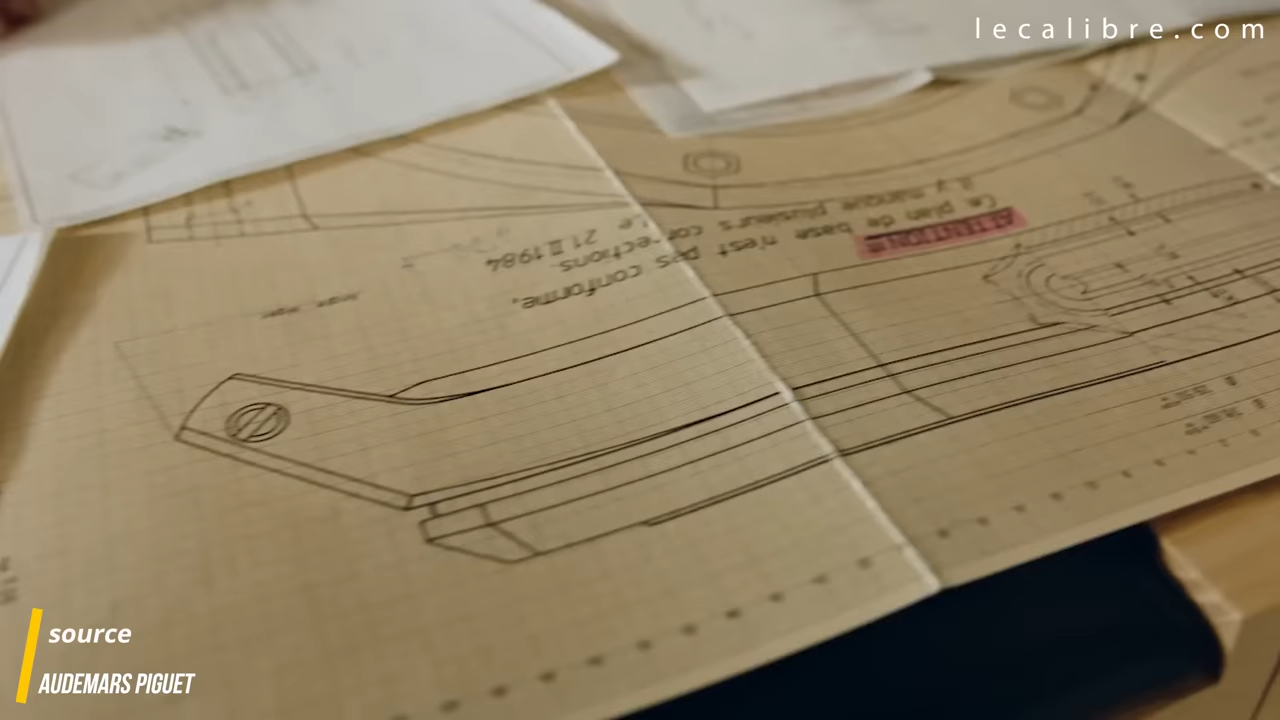 lecalibre.com
ATTENTION!!
Ce plan de base n'est pas conforme,
il y manque plusieurs corrections.
Le 21 II 1984
source
AUDEMARS PIGUET